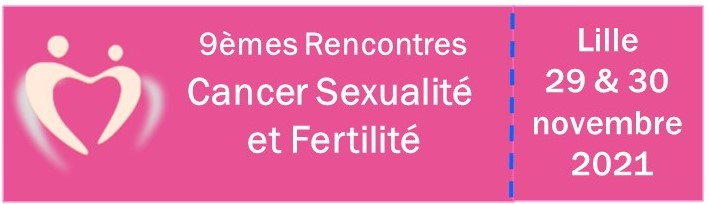 9èmes Rencontres
Cancer Sexualité
et Fertilité
Lille
29 & 30
novembre
2021